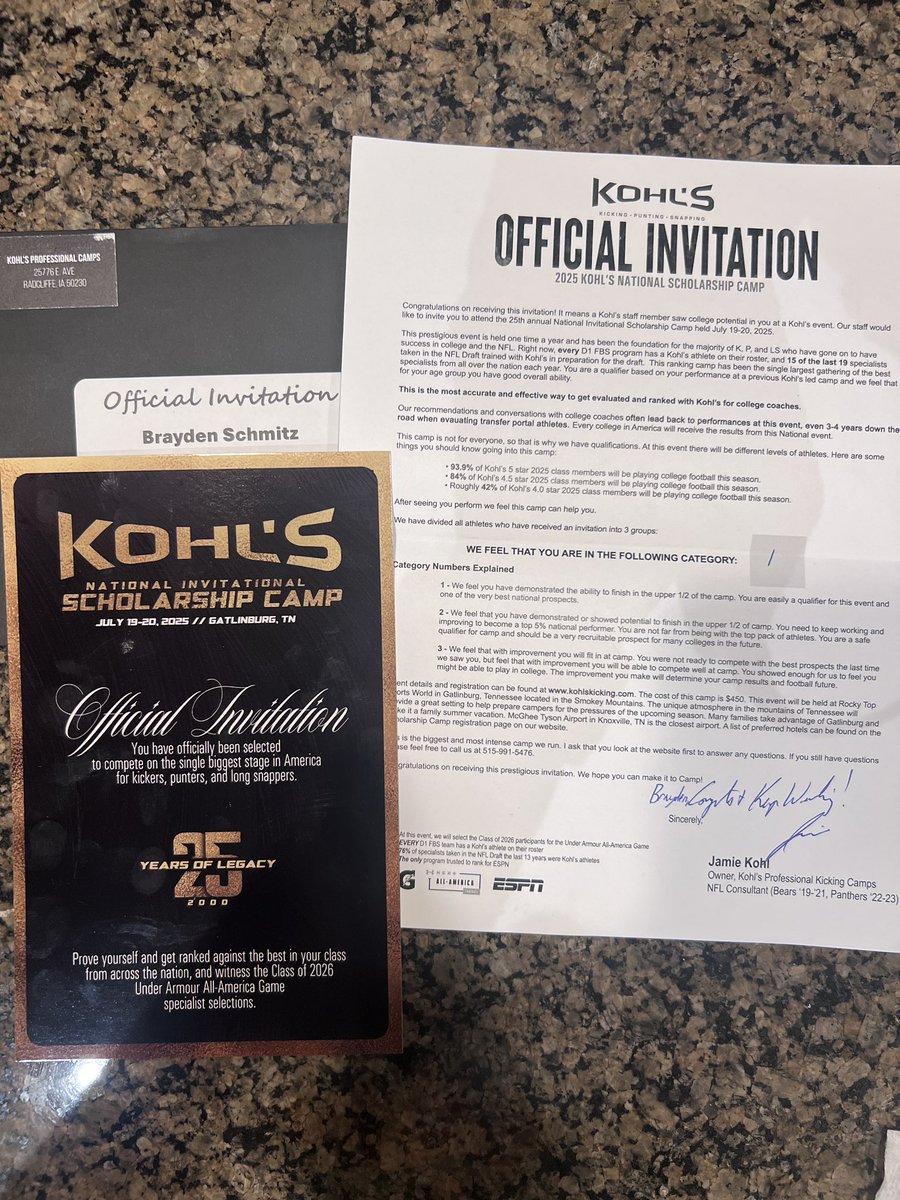 KOHL'S PROFESSIONAL CAMPS
25776 E. AVE
RADCLIFFE, IA 50230
Official Invitation
Brayden Schmitz
KOHL'S
NATIONAL INVITATIONAL
SCHOLARSHIP CAMP
JULY 19-20, 2025 // GATLINBURG, TN
Official Invitation
You have officially been selected
to compete on the single biggest stage in America
for kickers, punters, and long snappers.
25
YEARS OF LEGACY
2000
Prove yourself and get ranked against the best in your class
from across the nation, and witness the Class of 2026
Under Armour All-America Game
specialist selections.
KOHL'S
KICKING • PUNTING • SNAPPING
OFFICIAL INVITATION
2025 KOHL'S NATIONAL SCHOLARSHIP CAMP
Congratulations on receiving this invitation! It means a Kohl's staff member saw college potential in you at a Kohl's event. Our staff would
like to invite you to attend the 25th annual National Invitational Scholarship Camp held July 19-20, 2025.
This prestigious event is held one time a year and has been the foundation for the majority of K, P, and LS who have gone on to have
success in college and the NFL. Right now, every D1 FBS program has a Kohl's athlete on their roster, and 15 of the last 19 specialists
taken in the NFL Draft trained with Kohl's in preparation for the draft. This ranking camp has been the single largest gathering of the best
specialists from all over the nation each year. You are a qualifier based on your performance at a previous Kohl's led camp and we feel that
for your age group you have good overall ability.
This is the most accurate and effective way to get evaluated and ranked with Kohl's for college coaches.
Our recommendations and conversations with college coaches often lead back to performances at this event, even 3-4 years down the
road when evauating transfer portal athletes. Every college in America will receive the results from this National event.
This camp is not for everyone, so that is why we have qualifications. At this event there will be different levels of athletes. Here are some
things you should know going into this camp:
• 93.9% of Kohl's 5 star 2025 class members will be playing college football this season.
• 84% of Kohl's 4.5 star 2025 class members will be playing college football this season.
• Roughly 42% of Kohl's 4.0 star 2025 class members will be playing college football this season.
After seeing you perform we feel this camp can help you.
We have divided all athletes who have received an invitation into 3 groups:
WE FEEL THAT YOU ARE IN THE FOLLOWING CATEGORY: 1
Category Numbers Explained
1 - We feel you have demonstrated the ability to finish in the upper 1/2 of the camp. You are easily a qualifier for this event and
one of the very best national prospects.
2 - We feel that you have demonstrated or showed potential to finish in the upper 1/2 of camp. You need to keep working and
improving to become a top 5% national performer. You are not far from being with the top pack of athletes. You are a safe
qualifier for camp and should be a very recruitable prospect for many colleges in the future.
3 - We feel that with improvement you will fit in at camp. You were not ready to compete with the best prospects the last time
we saw you, but feel that with improvement you will be able to compete well at camp. You showed enough for us to feel you
might be able to play in college. The improvement you make will determine your camp results and football future.
ent details and registration can be found at www.kohlskicking.com. The cost of this camp is $450. This event will be held at Rocky Top
orts World in Gatlinburg, Tennessee located in the Smokey Mountains. The unique atmosphere in the mountains of Tennessee will
vide a great setting to help prepare campers for the pressures of the upcoming season. Many families take advantage of Gatlinburg and
ke it a family summer vacation. McGhee Tyson Airport in Knoxville, TN is the closest airport. A list of preferred hotels can be found on the
holarship Camp registration page on our website.
s is the biggest and most intense camp we run. I ask that you look at the website first to answer any questions. If you still have questions
ase feel free to call us at 515-991-5476.
ngratulations on receiving this prestigious invitation. We hope you can make it to Camp!
Brayden Congrats + Keep Working!
Sincerely,
Jamie Kohl
Owner, Kohl's Professional Kicking Camps
NFL Consultant (Bears '19-'21, Panthers '22-23)
At this event, we will select the Class of 2026 participants for the Under Armour All-America Game
EVERY D1 FBS team has a Kohl's athlete on their roster
76% of specialists taken in the NFL Draft the last 13 years were Kohl's athletes
The only program trusted to rank for ESPN
G
ALL-AMERICA
ESPN